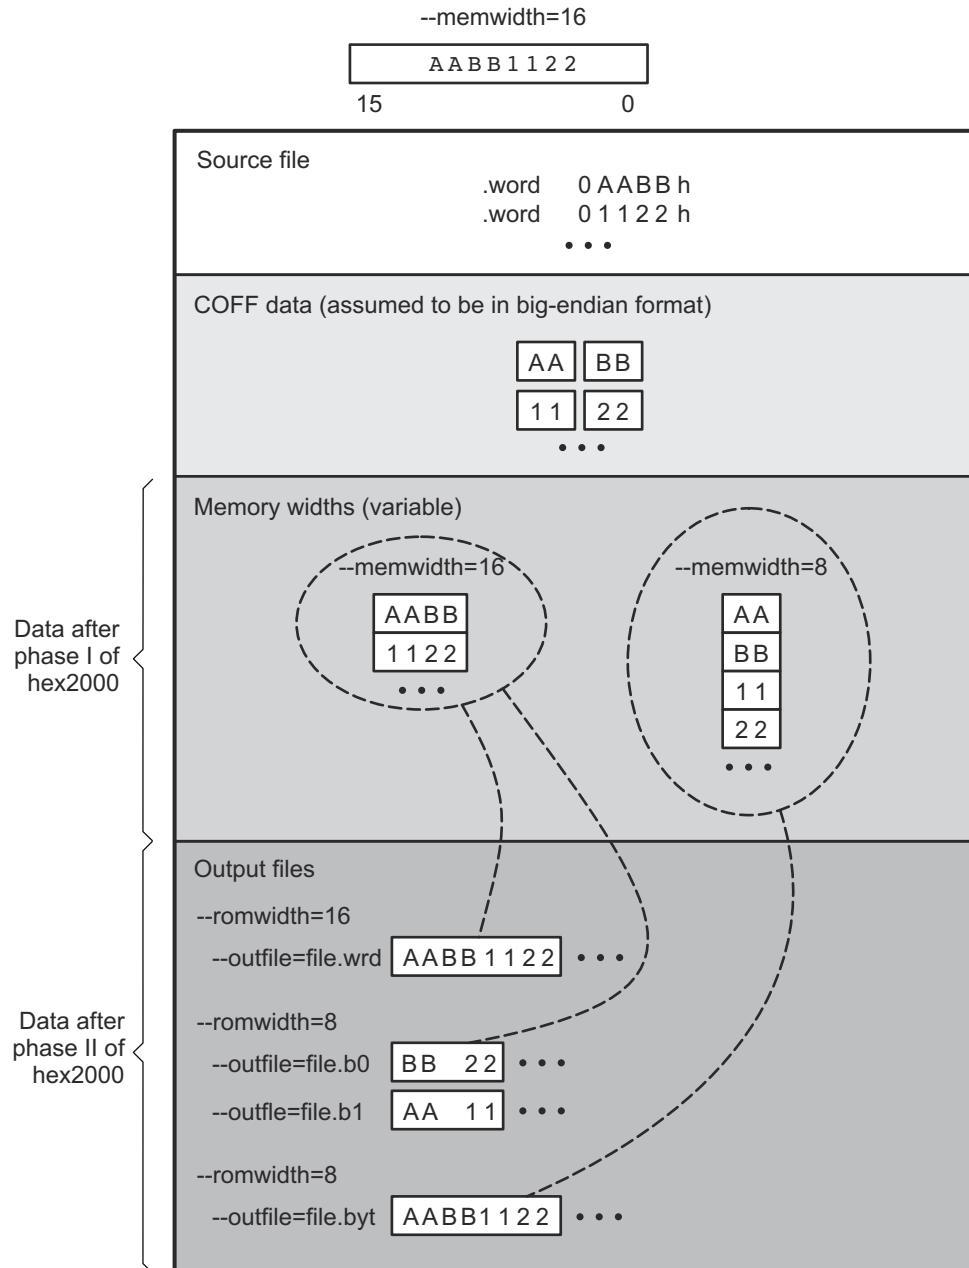 --memwidth=16
AABB1122
15 0
Source file
.word 0AABBh
.word 01122h
• • •
COFF data (assumed to be in big-endian format)
AA BB
11 22
• • •
Memory widths (variable)
--memwidth=16 --memwidth=8
AABB
1122
• • •
AA
BB
11
22
• • •
Data after
phase I of
hex2000
Output files
--romwidth=16
--outfile=file.wrd AABB1122 • • •
--romwidth=8
--outfile=file.b0 BB 22 • • •
--outfle=file.b1 AA 11 • • •
--romwidth=8
--outfile=file.byt AABB1122 • • •
Data after
phase II of
hex2000